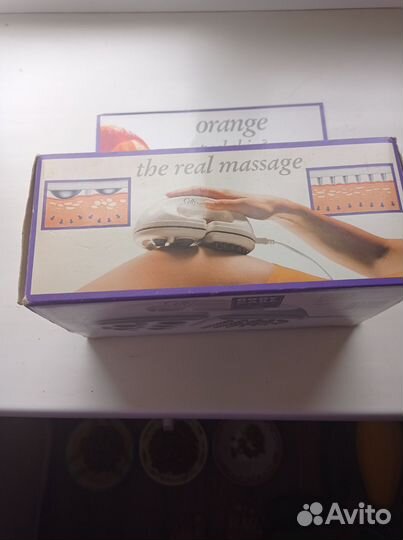 orange
the real massage
Avito